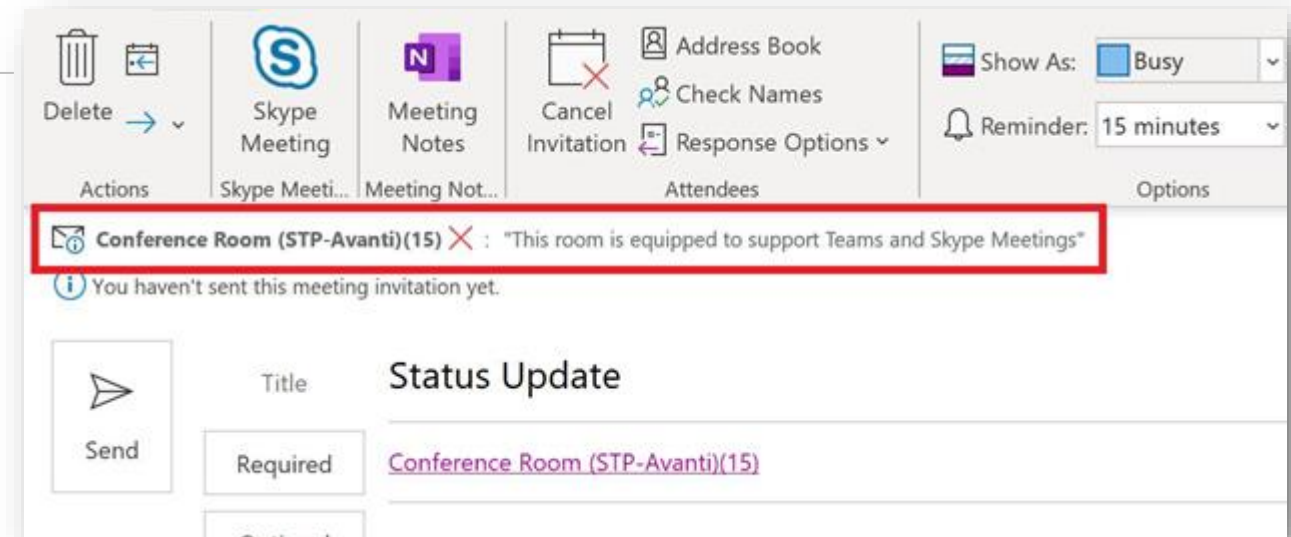 Delete
Skype
Meeting
Meeting
Notes
Cancel
Invitation
Address Book
Check Names
Response Options
Show As: Busy
Reminder: 15 minutes
Actions
Skype Meeti...
Meeting Not...
Attendees
Options
Conference Room (STP-Avanti)(15) : "This room is equipped to support Teams and Skype Meetings"
You haven't sent this meeting invitation yet.
Title
Status Update
Send
Required
Conference Room (STP-Avanti)(15)